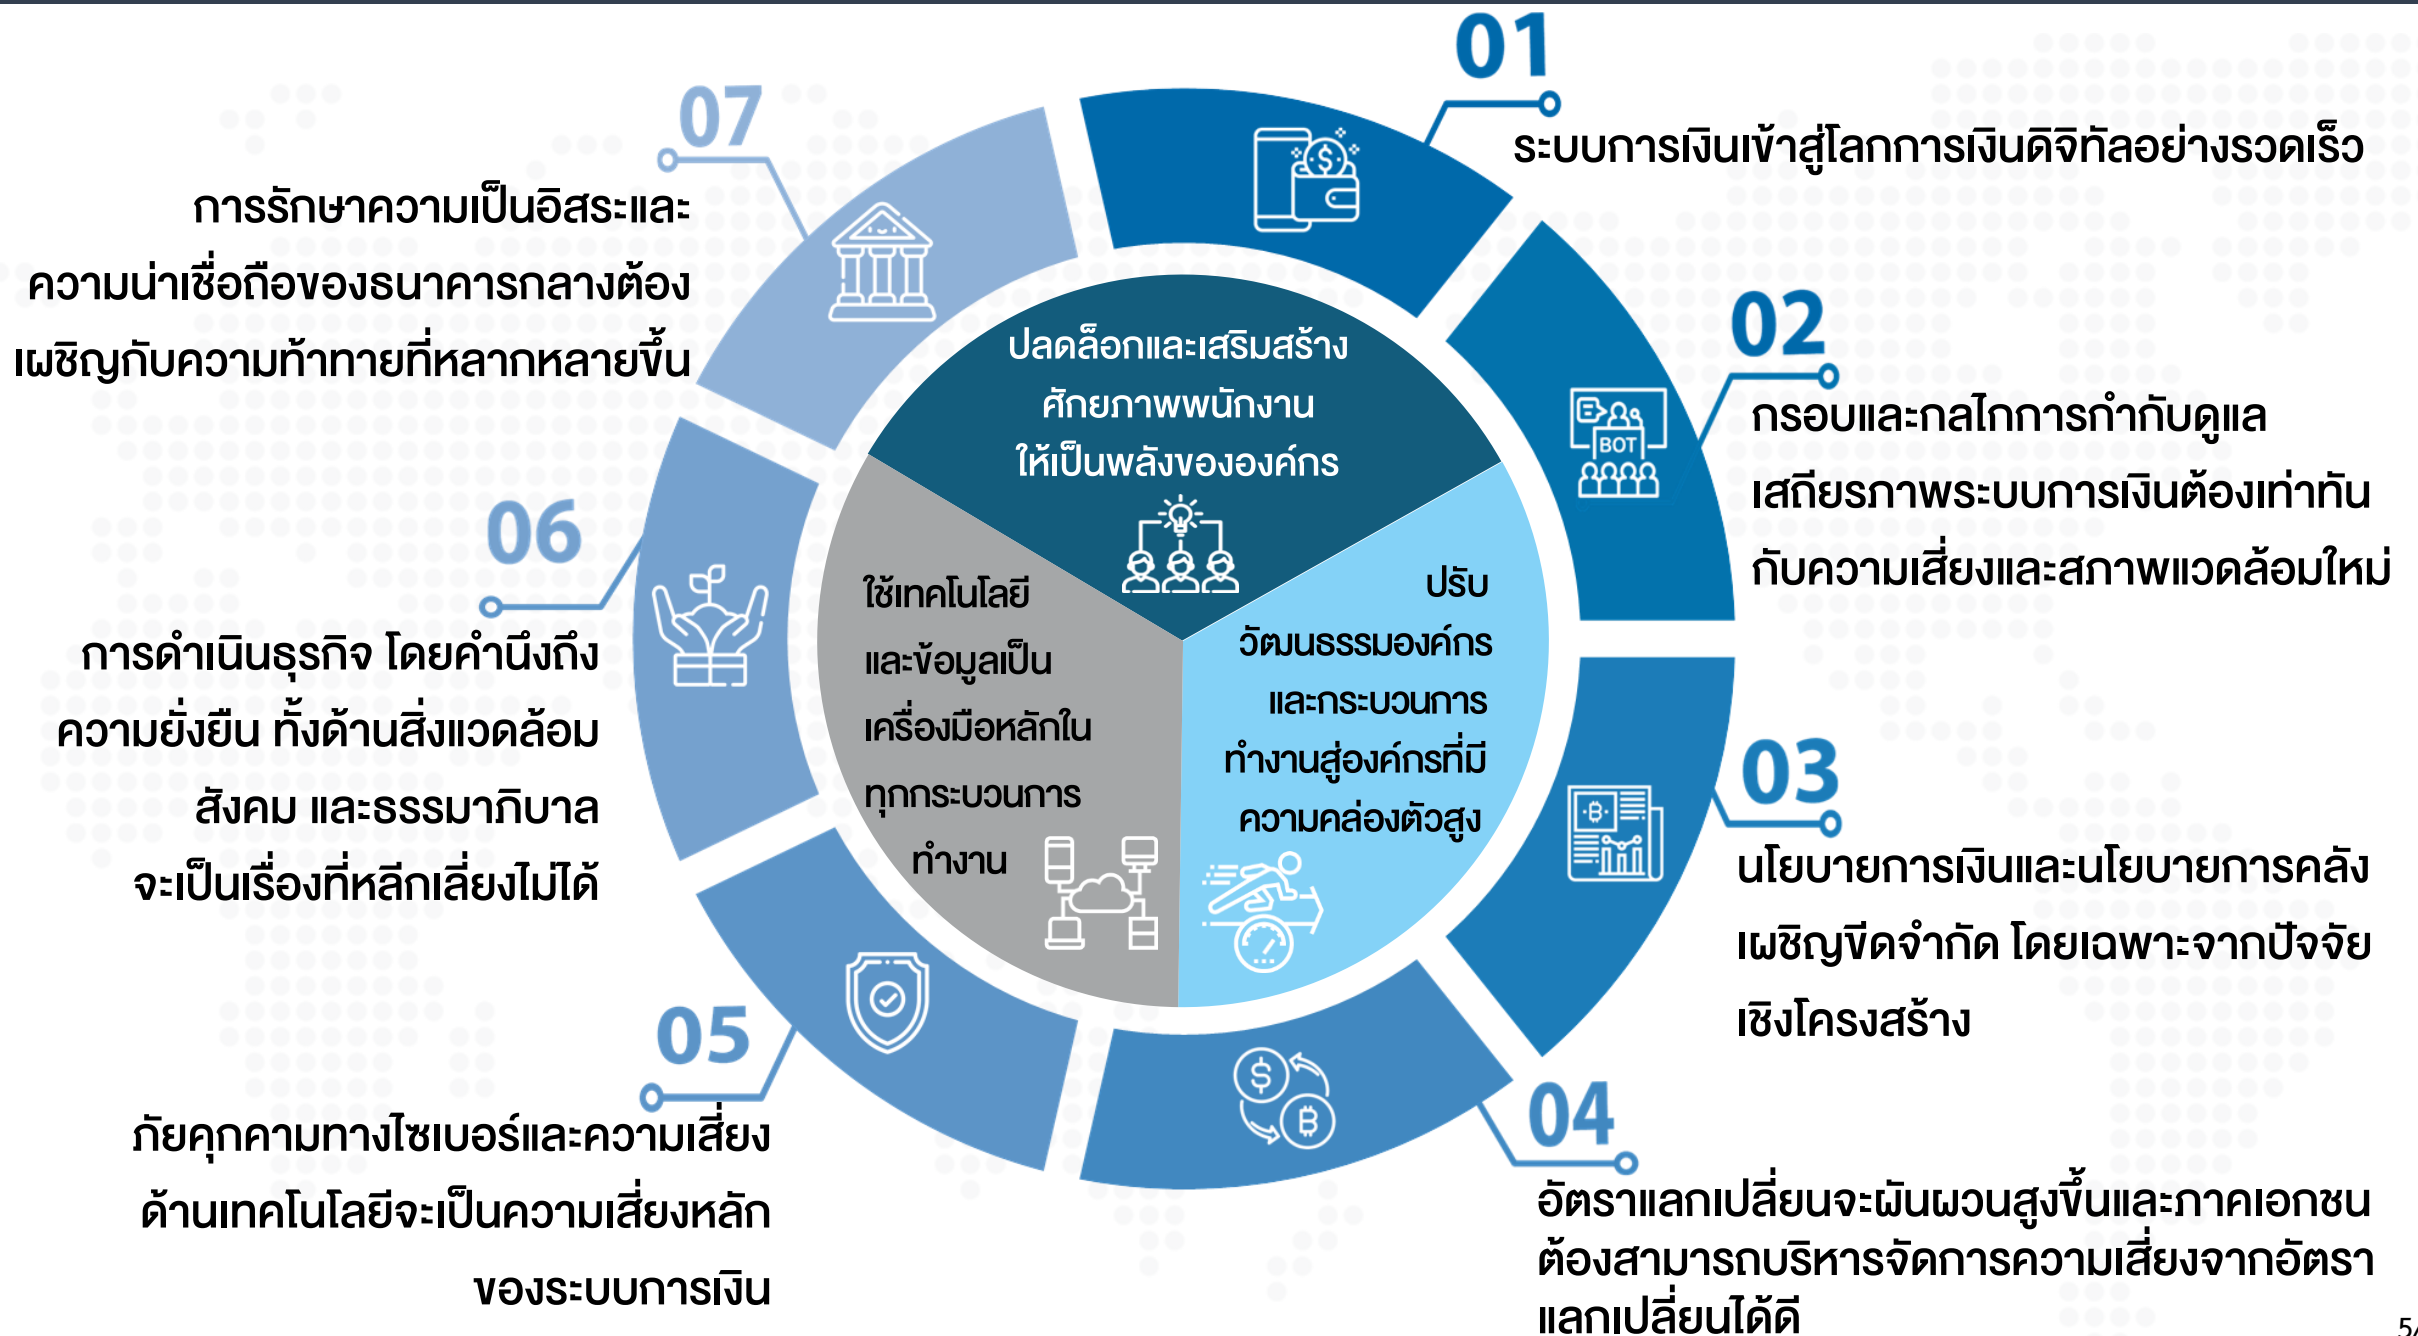 01
ระบบการเงินเข้าสู่โลกการเงินดิจิทัลอย่างรวดเร็ว
02
กรอบและกลไกการกำกับดูแล
เสถียรภาพระบบการเงินต้องเท่าทัน
กับความเสี่ยงและสภาพแวดล้อมใหม่
BOT
03
นโยบายการเงินและนโยบายการคลัง
เผชิญขีดจำกัด โดยเฉพาะจากปัจจัย
เชิงโครงสร้าง
04
อัตราแลกเปลี่ยนจะผันผวนสูงขึ้นและภาคเอกชน
ต้องสามารถบริหารจัดการความเสี่ยงจากอัตรา
แลกเปลี่ยนได้ดี
05
ภัยคุกคามทางไซเบอร์และความเสี่ยง
ด้านเทคโนโลยีจะเป็นความเสี่ยงหลัก
ของระบบการเงิน
06
การดำเนินธุรกิจ โดยคำนึงถึง
ความยั่งยืน ทั้งด้านสิ่งแวดล้อม
สังคม และธรรมาภิบาล
จะเป็นเรื่องที่หลีกเลี่ยงไม่ได้
07
การรักษาความเป็นอิสระและ
ความน่าเชื่อถือของธนาคารกลางต้อง
เผชิญกับความท้าทายที่หลากหลายขึ้น
ปลดล็อกและเสริมสร้าง
ศักยภาพพนักงาน
ให้เป็นพลังขององค์กร
ปรับ
วัฒนธรรมองค์กร
และกระบวนการ
ทำงานสู่องค์กรที่มี
ความคล่องตัวสูง
ใช้เทคโนโลยี
และข้อมูลเป็น
เครื่องมือหลักใน
ทุกกระบวนการ
ทำงาน